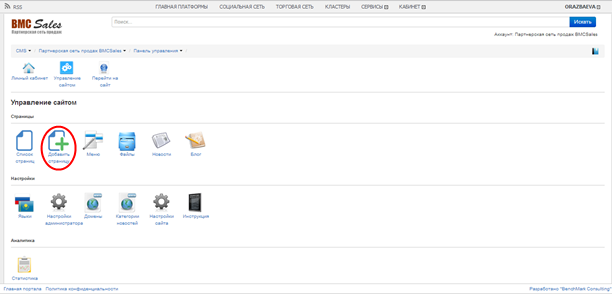 RSS ГЛАВНАЯ ПЛАТФОРМЫ СОЦИАЛЬНАЯ СЕТЬ ТОРГОВАЯ СЕТЬ КЛАСТЕРЫ СЕРВИСЫ КАБИНЕТ ORAZBAEVA
BMC Sales
Партнерская сеть продаж
Поиск... Искать
Аккаунт: Партнерская сеть продаж BMCSales
CMS Партнерская сеть продаж BMCSales Панель управления
Личный кабинет Управление сайтом Перейти на сайт
Управление сайтом
Страницы
Список страниц Добавить страницу Меню Файлы Новости Блог
Настройки
Языки Настройки администратора Домены Категории новостей Настройки сайта Инструкция
Аналитика
Статистика
Главная портала Политика конфиденциальности Разработано "BenchMark Consulting"